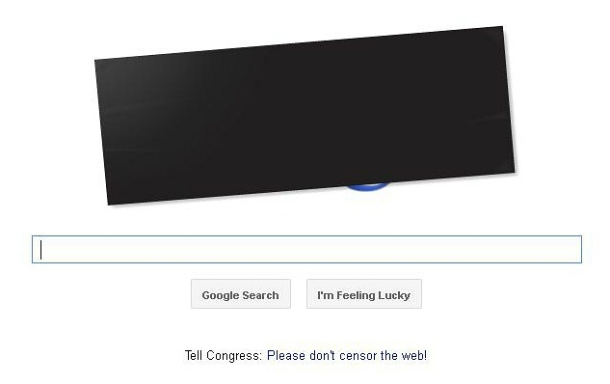 Google Search
I'm Feeling Lucky
Tell Congress: Please don't censor the web!